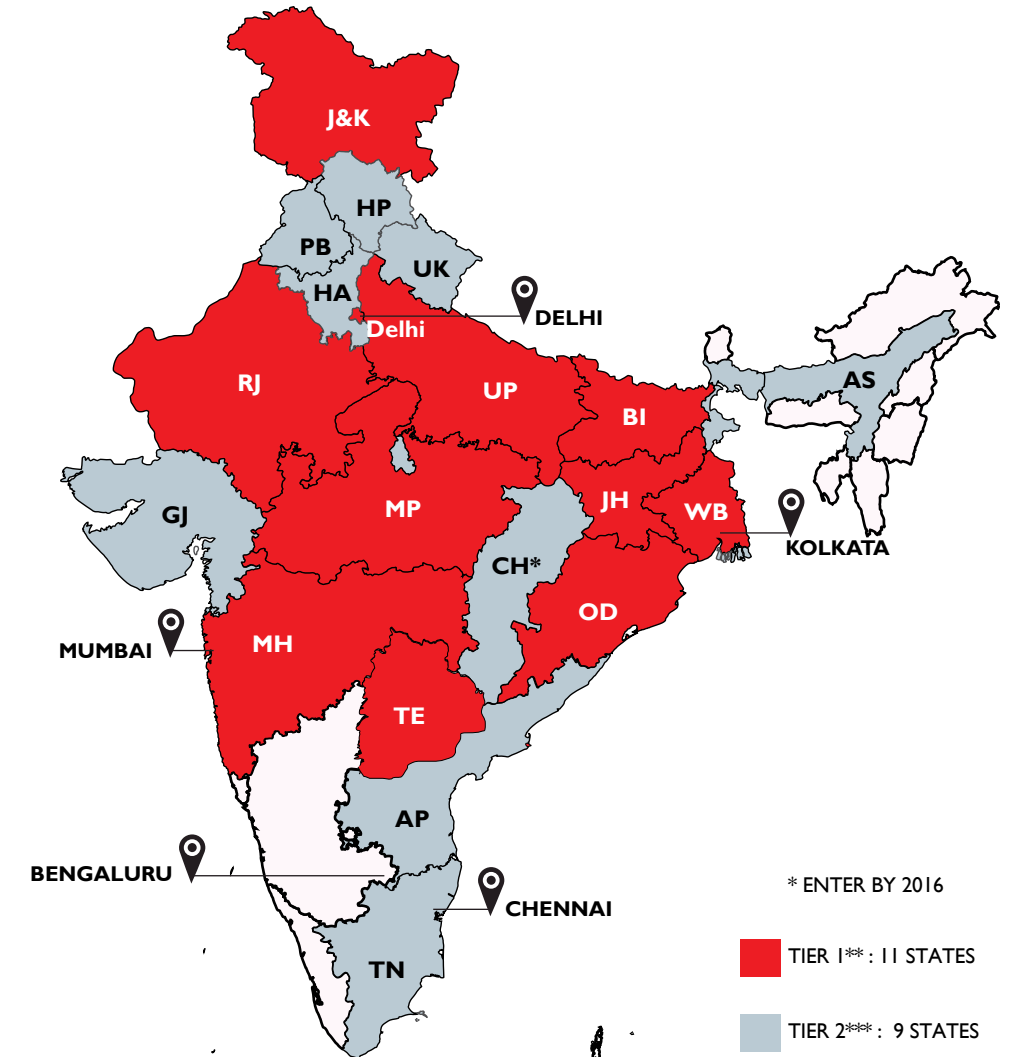 J&K
HP
PB
UK
HA
DELHI
Delhi
AS
RJ
UP
BI
GJ
MP
JH
WB
KOLKATA
CH*
OD
MUMBAI
MH
TE
AP
BENGALURU
* ENTER BY 2016
CHENNAI
TIER 1** : 11 STATES
TN
TIER 2*** : 9 STATES